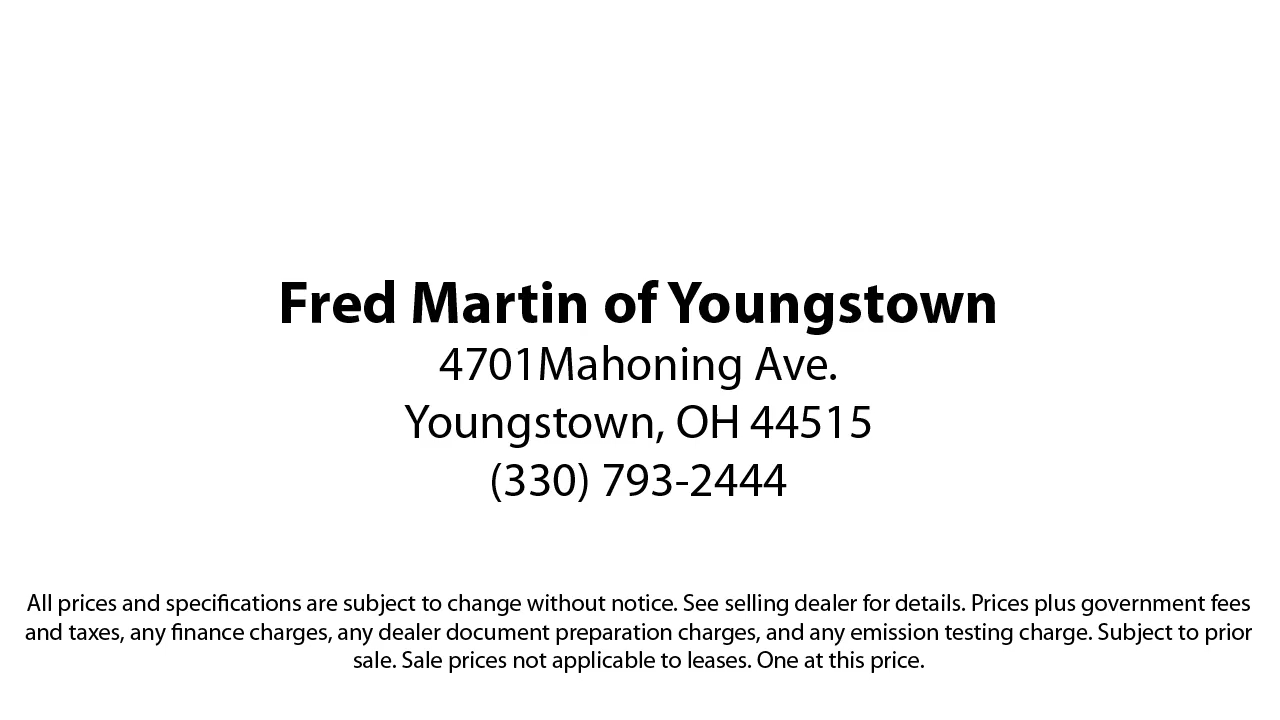 Fred Martin of Youngstown
4701Mahoning Ave.
Youngstown, OH 44515
(330) 793-2444
All prices and specifications are subject to change without notice. See selling dealer for details. Prices plus government fees
and taxes, any finance charges, any dealer document preparation charges, and any emission testing charge. Subject to prior
sale. Sale prices not applicable to leases. One at this price.